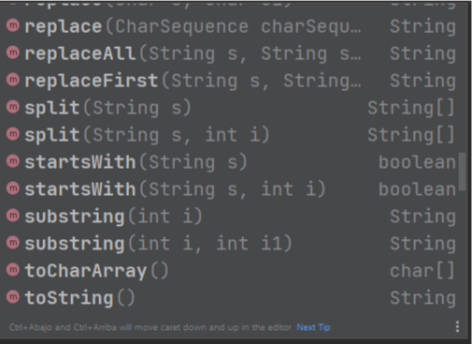 replace(CharSequence charSequ… String
replaceAll(String s, String s… String
replaceFirst(String s, String… String
split(String s) String[]
split(String s, int i) String[]
startsWith(String s) boolean
startsWith(String s, int i) boolean
substring(int i) String
substring(int i, int i1) String
toCharArray() char[]
toString() String
Ctrl+Abajo and Ctrl+Arriba will move caret down and up in the editor Next Tip